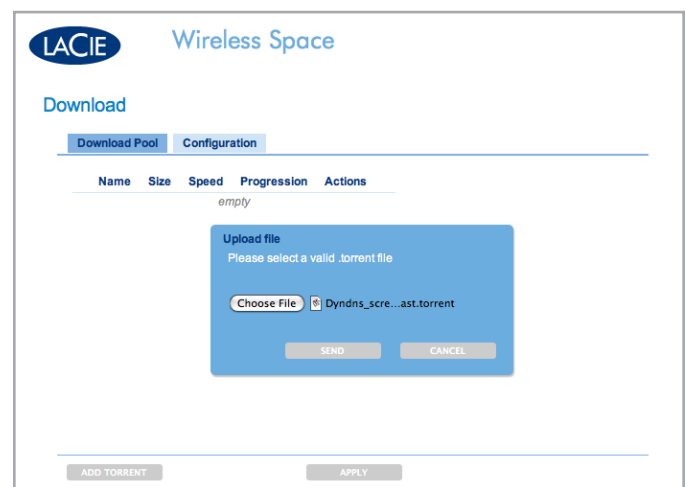 LACIE Wireless Space
Download
Download Pool Configuration
Name Size Speed Progression Actions
empty
Upload file
Please select a valid .torrent file
Choose File Dyndns_scre...ast.torrent
SEND CANCEL
ADD TORRENT APPLY